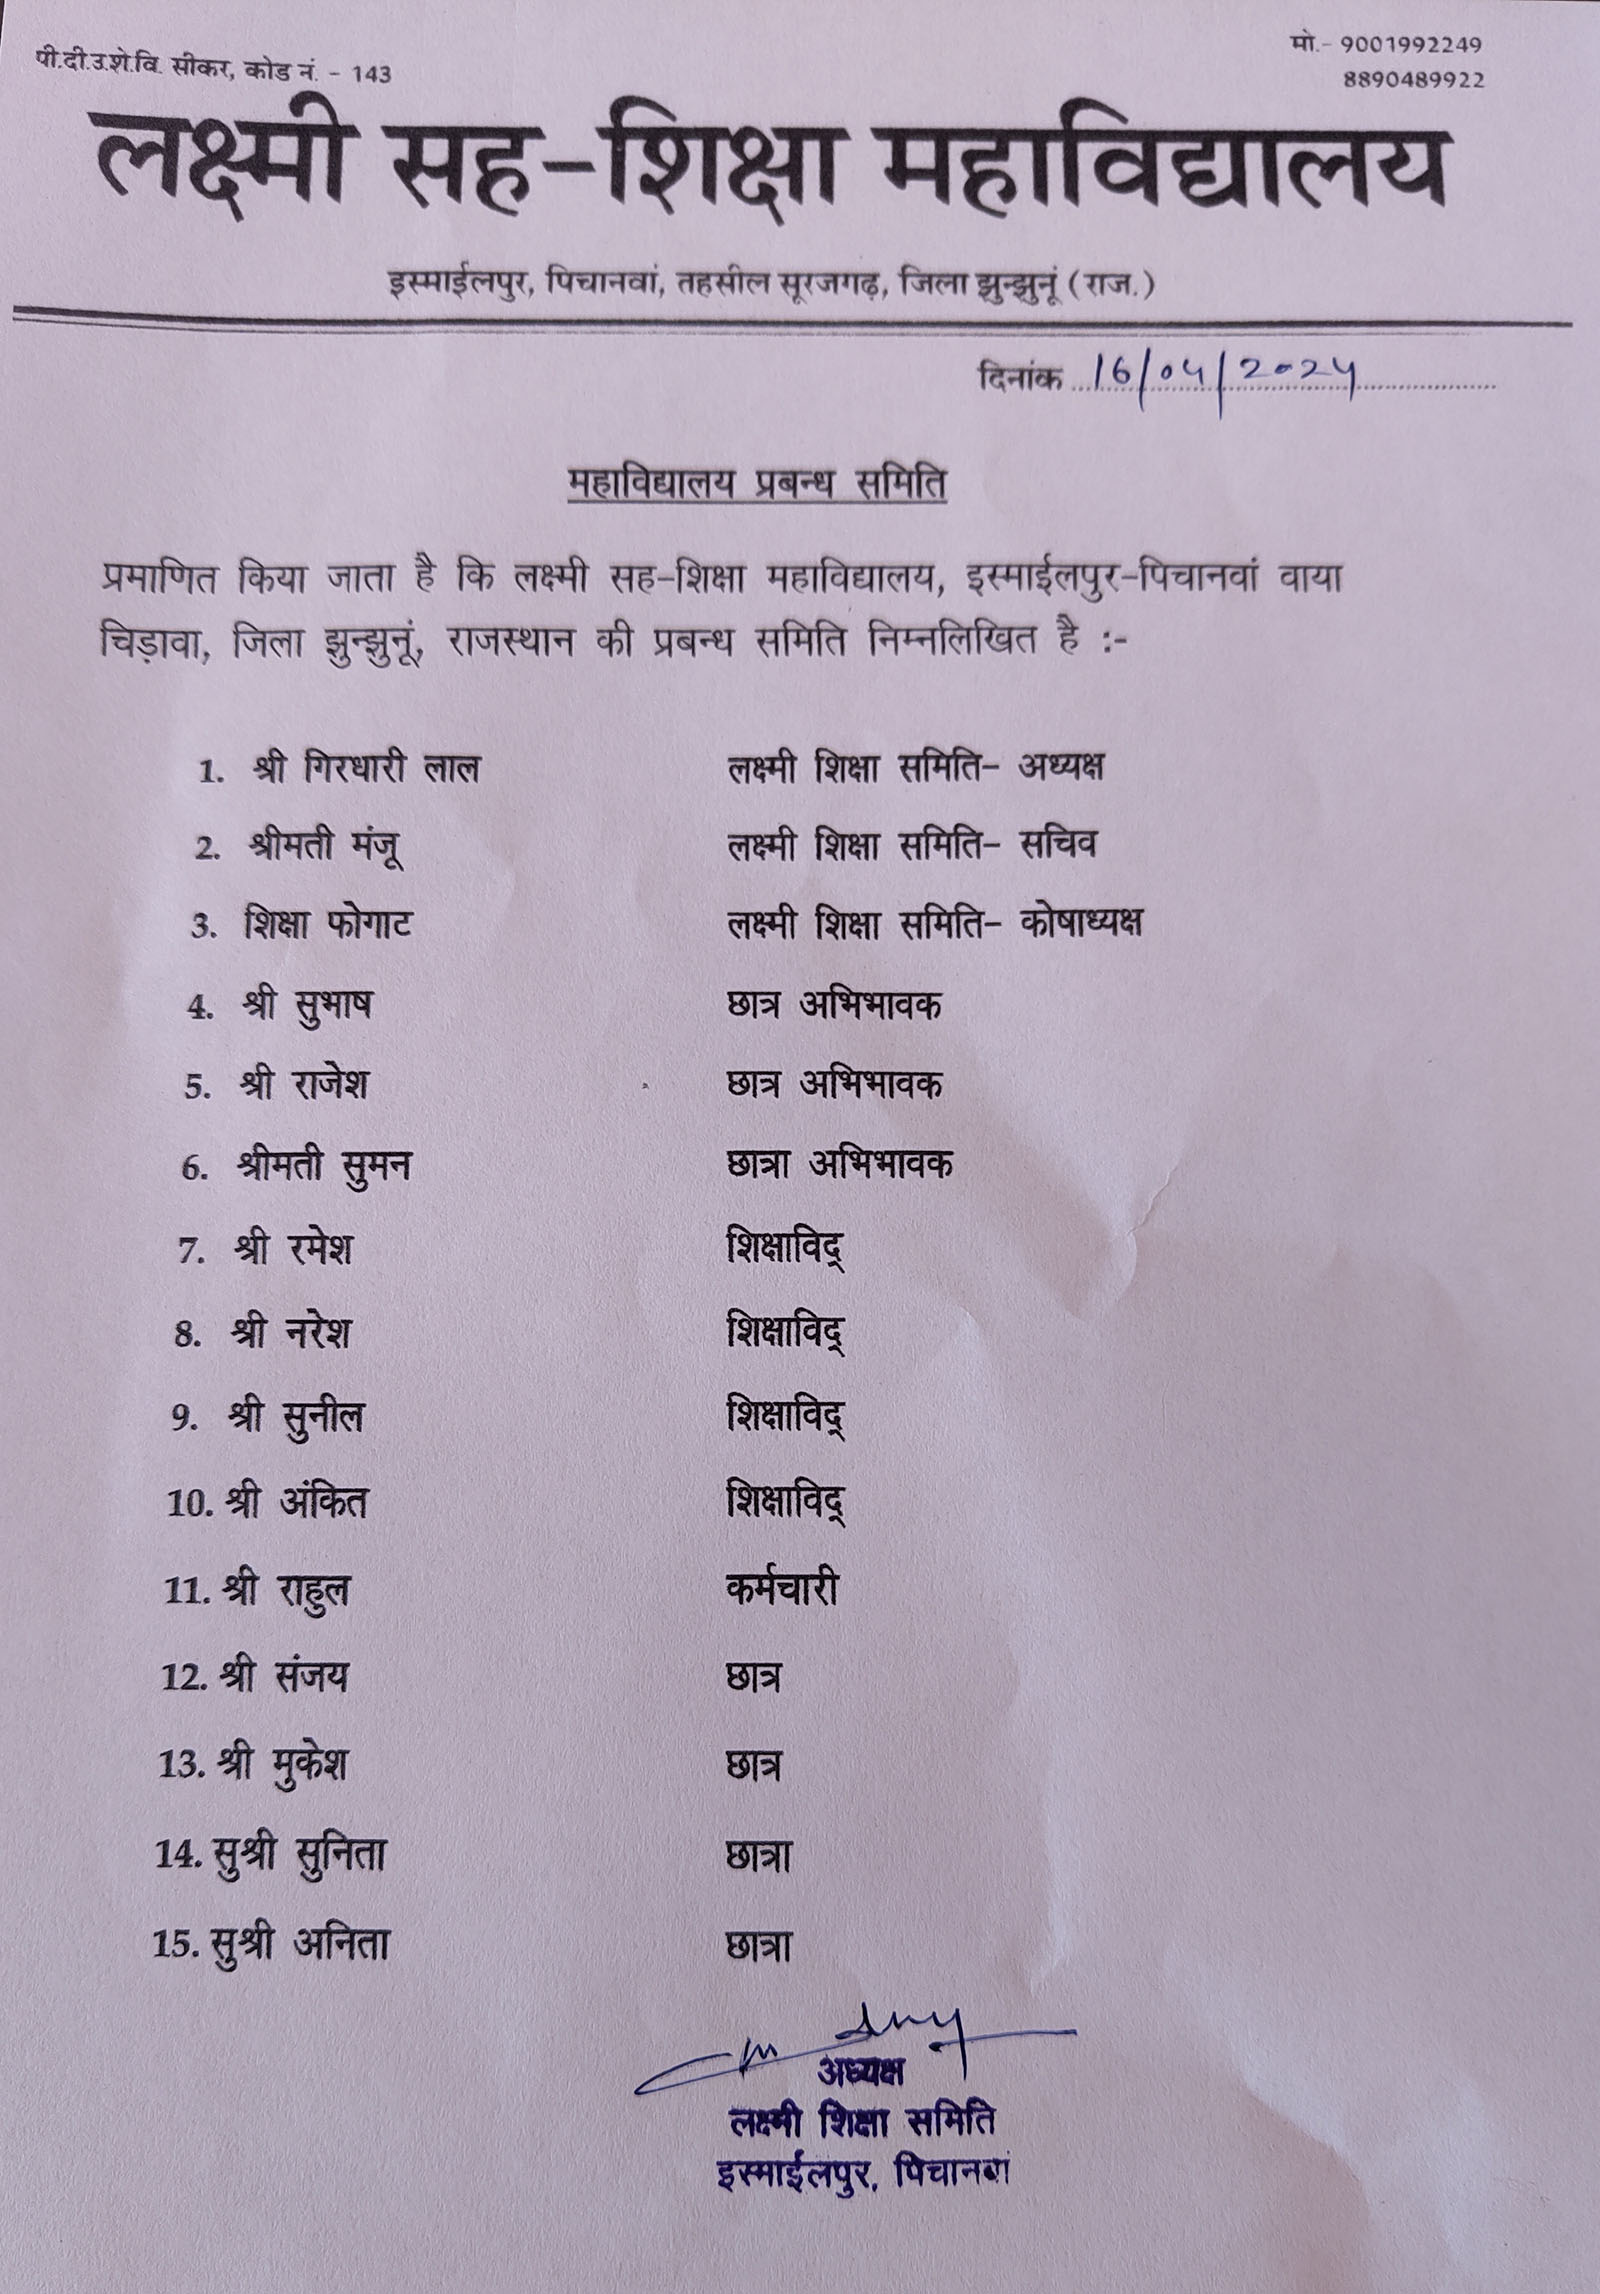 पी.दी.उ.शे.वि. सीकर, कोड नं. - 143
मो.- 9001992249
8890489922
लक्ष्मी सह-शिक्षा महाविद्यालय
इस्माईलपुर, पिचानवां, तहसील सूरजगढ़, जिला झुन्झुनूं (राज.)
दिनांक 16/04/2024
महाविद्यालय प्रबन्ध समिति
प्रमाणित किया जाता है कि लक्ष्मी सह-शिक्षा महाविद्यालय, इस्माईलपुर-पिचानवां वाया
चिड़ावा, जिला झुन्झुनूं, राजस्थान की प्रबन्ध समिति निम्नलिखित है :-
1. श्री गिरधारी लाल लक्ष्मी शिक्षा समिति- अध्यक्ष
2. श्रीमती मंजू लक्ष्मी शिक्षा समिति- सचिव
3. शिक्षा फोगाट लक्ष्मी शिक्षा समिति- कोषाध्यक्ष
4. श्री सुभाष छात्र अभिभावक
5. श्री राजेश छात्र अभिभावक
6. श्रीमती सुमन छात्रा अभिभावक
7. श्री रमेश शिक्षाविद्
8. श्री नरेश शिक्षाविद्
9. श्री सुनील शिक्षाविद्
10. श्री अंकित शिक्षाविद्
11. श्री राहुल कर्मचारी
12. श्री संजय छात्र
13. श्री मुकेश छात्र
14. सुश्री सुनिता छात्रा
15. सुश्री अनिता छात्रा
अध्यक्ष
लक्ष्मी शिक्षा समिति
इस्माईलपुर, पिचानवां